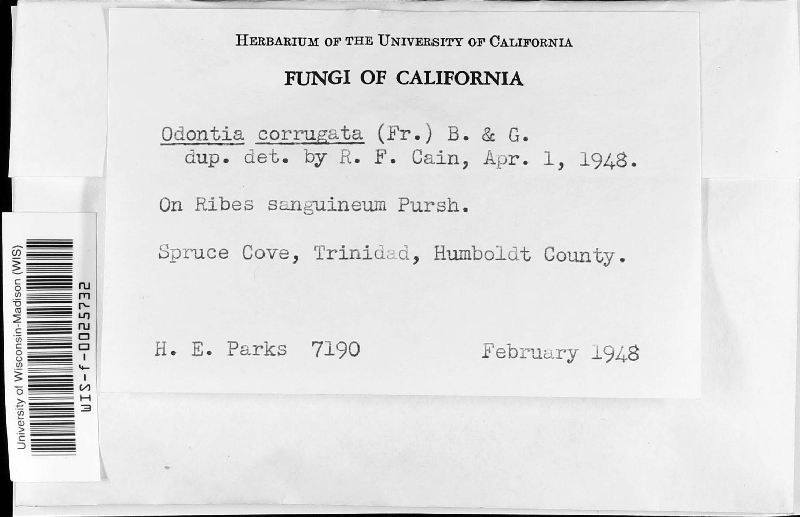 HERBARIUM OF THE UNIVERSITY OF CALIFORNIA
FUNGI OF CALIFORNIA
Odontia corrugata (Fr.) B. & G.
dup. det. by R. F. Cain, Apr. 1, 1948.
On Ribes sanguineum Pursh.
Spruce Cove, Trinidad, Humboldt County.
H. E. Parks 7190 February 1948
University of Wisconsin-Madison (WIS)
WIS-f-0025732